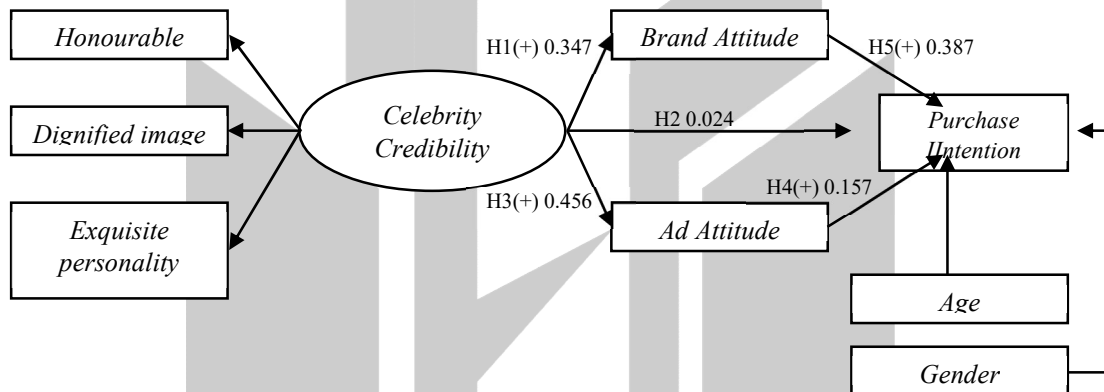 Honourable
Dignified image
Exquisite
personality
Celebrity
Credibility
H1(+) 0.347
H2 0.024
H3(+) 0.456
Brand Attitude
Ad Attitude
H5(+) 0.387
H4(+) 0.157
Purchase
IIntention
Age
Gender